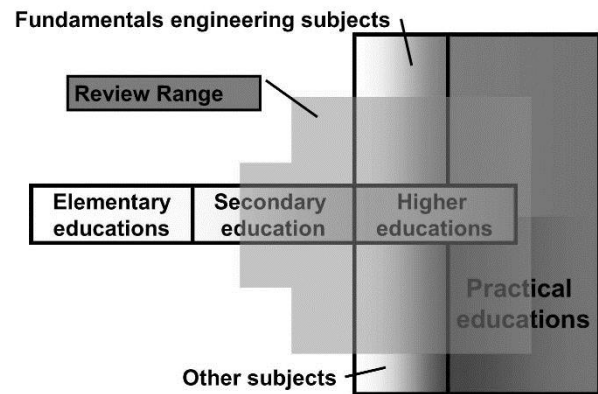 Fundamentals engineering subjects
Review Range
Elementary
educations
Secondary
education
Higher
educations
Practical
educations
Other subjects